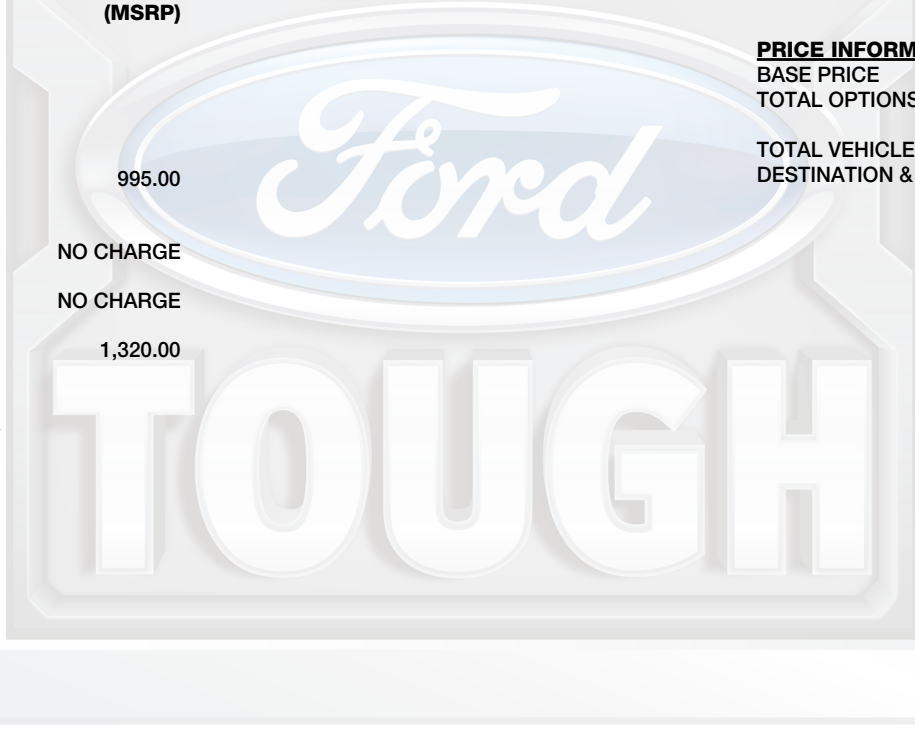 (MSRP)
995.00
NO CHARGE
NO CHARGE
1,320.00
PRICE INFORM
BASE PRICE
TOTAL OPTIONS
TOTAL VEHICLE
DESTINATION &
Ford
TOUGH